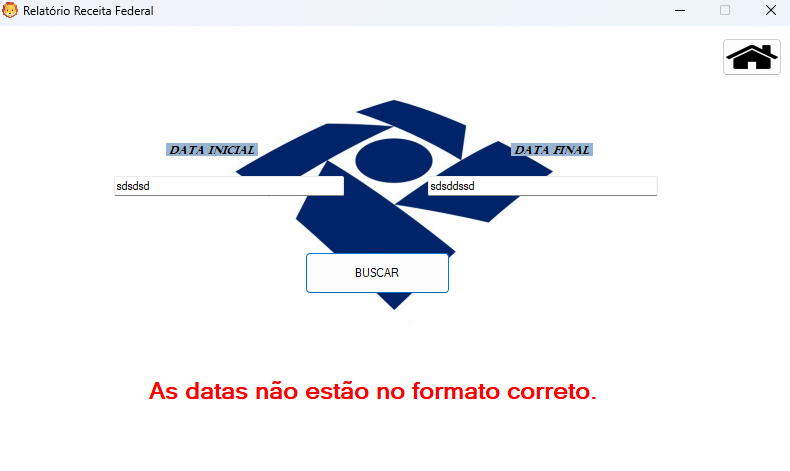 Relatório Receita Federal
DATA INICIAL
DATA FINAL
sdsdsd
sdsddssd
BUSCAR
As datas não estão no formato correto.